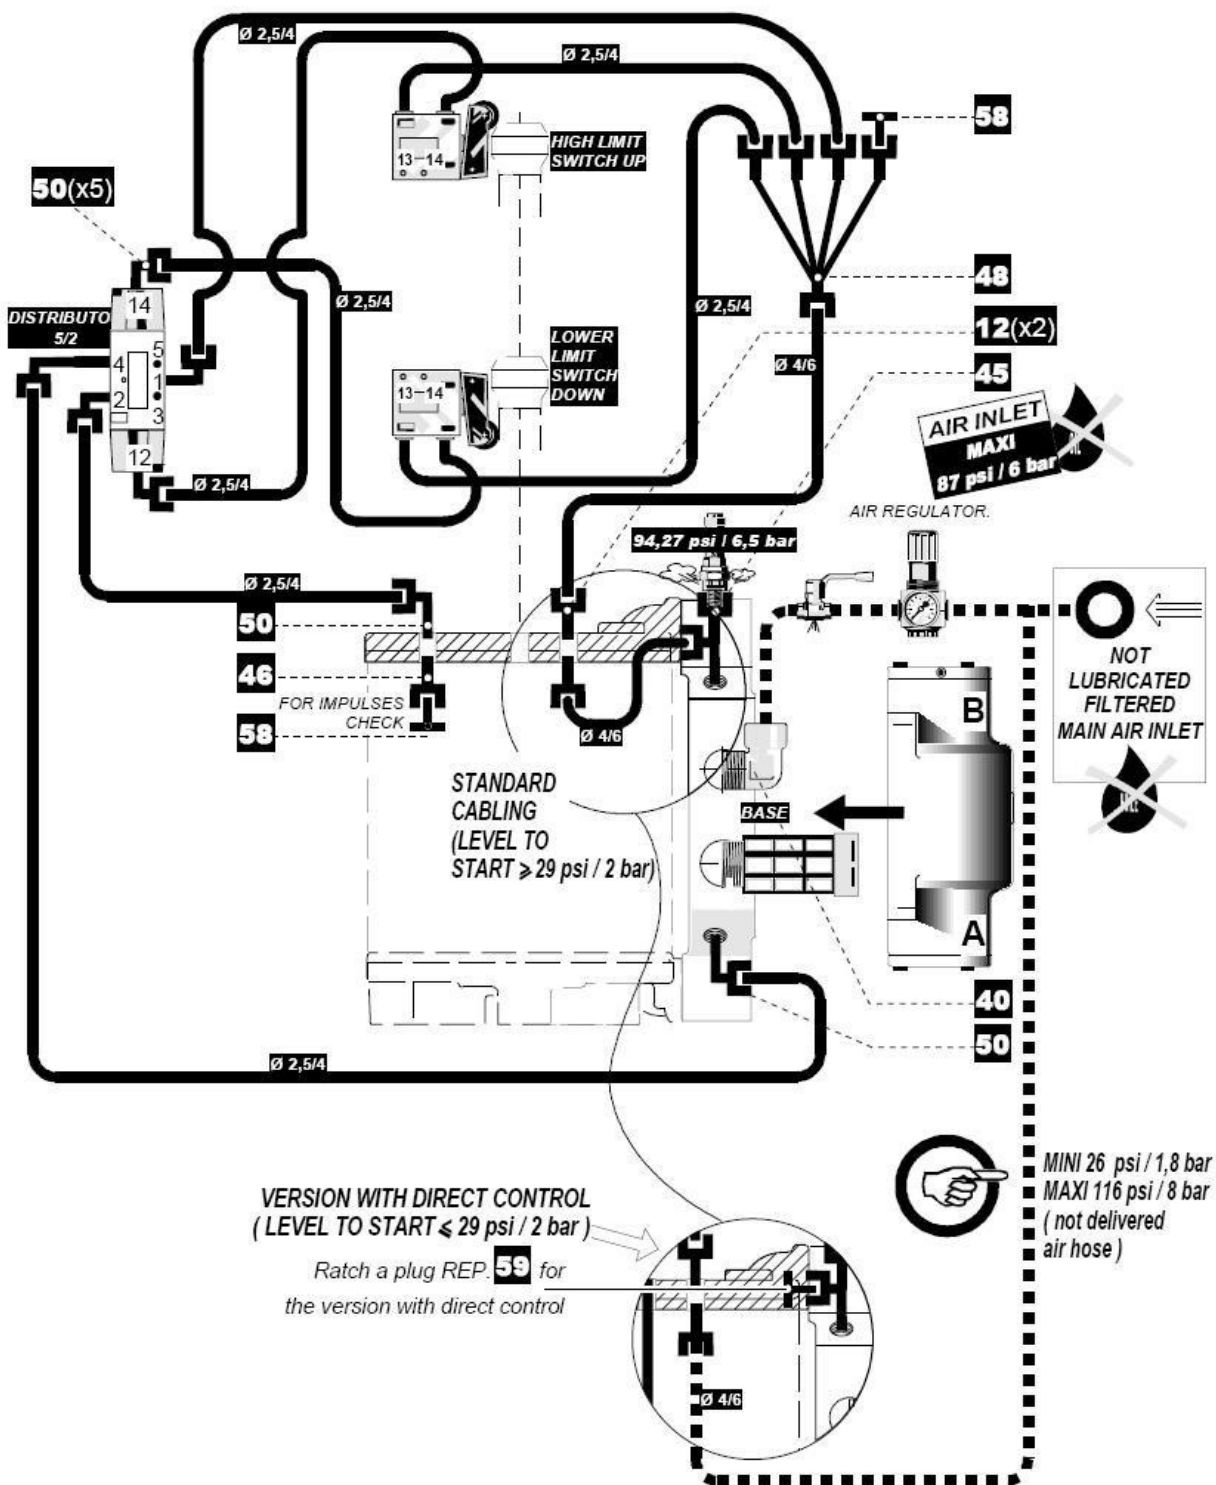 Ø 2,5/4
Ø 2,5/4
58
13 14
HIGH LIMIT
SWITCH UP
50(x5)
48
14
Ø 2,5/4
Ø 2,5/4
DISTRIBUTO
5/2
12(x2)
LOWER
LIMIT
SWITCH
DOWN
5
4
1
2
3
Ø 4/6
45
13 14
AIR INLET
MAXI
87 psi / 6 bar
12
Ø 2,5/4
AIR REGULATOR.
94,27 psi / 6,5 bar
Ø 2,5/4
50
46
FOR IMPULSES
CHECK
58
Ø 4/6
NOT
LUBRICATED
FILTERED
MAIN AIR INLET
B
STANDARD
CABLING
(LEVEL TO
START ⩾ 29 psi / 2 bar)
BASE
A
40
50
Ø 2,5/4
MINI 26 psi / 1,8 bar
MAXI 116 psi / 8 bar
( not delivered
air hose )
VERSION WITH DIRECT CONTROL
( LEVEL TO START ⩽ 29 psi / 2 bar )
Ratch a plug REP. 59 for
the version with direct control
Ø 4/6